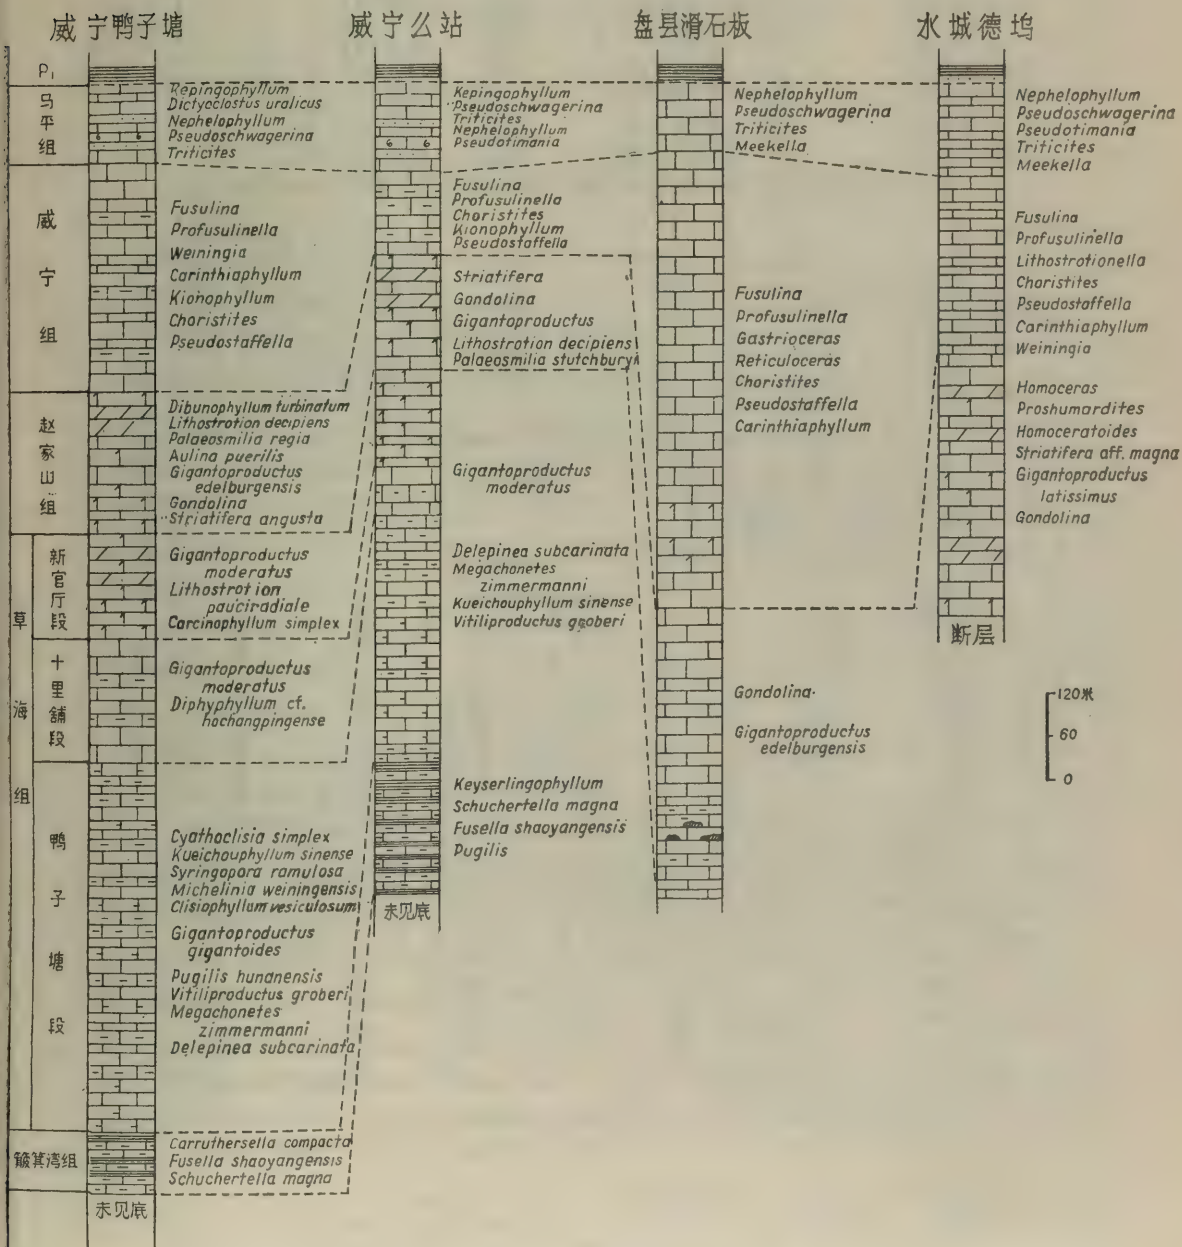 威宁鸭子塘
威宁么站
盘县滑石板
水城德坞
P₁
马平组
威宁组
赵家山组
草海组
新官厅段
十里舖段
鸭子塘段
簸箕湾组
Kepingophyllum
Dictyoclostus uralicus
Nephelophyllum
Pseudoschwagerina
Triticites
Fusulina
Profusulinella
Weiningia
Carinthiaphyllum
Kionophyllum
Choristites
Pseudostaffella
Dibunophyllum turbinatum
Lithostrotion decipiens
Palaeosmilia regia
Aulina puerilis
Gigantoproductus
edelburgensis
Gondolina
Striatifera angusta
Gigantoproductus
moderatus
Lithostrotion
pauciradiale
Carcinophyllum simplex
Gigantoproductus
moderatus
Diphyphyllum cf.
hochangpingense
Cyathoclisia simplex
Kueichouphyllum sinense
Syringopora ramulosa
Michelinia weiningensis
Clisiophyllum vesiculosum
Gigantoproductus
gigantoides
Pugilis hunanensis
Vitiliproductus groberi
Megachonetes
zimmermanni
Delepinea subcarinata
Carruthersella compacta
Fusella shaoyangensis
Schuchertella magna
未见底
Kepingophyllum
Pseudoschwagerina
Triticites
Nephelophyllum
Pseudotimania
Fusulina
Profusulinella
Choristites
Kionophyllum
Pseudostaffella
Striatifera
Gondolina
Gigantoproductus
Lithostrotion decipiens
Palaeosmilia stutchbury
Gigantoproductus
moderatus
Delepinea subcarinata
Megachonetes
zimmermanni
Kueichouphyllum sinense
Vitiliproductus groberi
Keyserlingophyllum
Schuchertella magna
Fusella shaoyangensis
Pugilis
未见底
Nephelophyllum
Pseudoschwagerina
Triticites
Meekella
Fusulina
Profusulinella
Gastrioceras
Reticuloceras
Choristites
Pseudostaffella
Carinthiaphyllum
Gondolina
Gigantoproductus
edelburgensis
Nephelophyllum
Pseudoschwagerina
Pseudotimania
Triticites
Meekella
Fusulina
Profusulinella
Lithostrotionella
Choristites
Pseudostaffella
Carinthiaphyllum
Weiningia
Homoceras
Proshumardites
Homoceratoides
Striatifera aff. magna
Gigantoproductus
latissimus
Gondolina
断层
120米
60
0